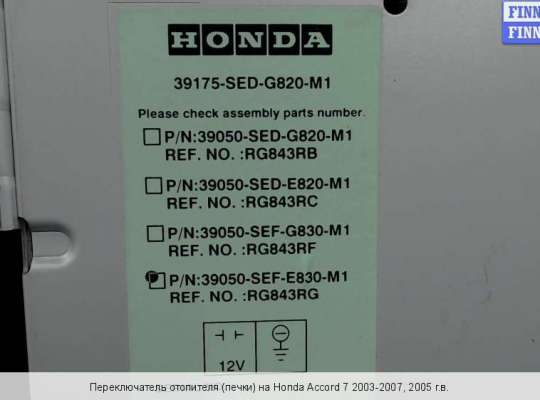 FINN
FINN
HONDA
39175-SED-G820-M1
Please check assembly parts number.
P/N:39050-SED-G820-M1
REF. NO. :RG843RB
P/N:39050-SED-E820-M1
REF. NO. :RG843RC
P/N:39050-SEF-G830-M1
REF. NO. :RG843RF
P/N:39050-SEF-E830-M1
REF. NO. :RG843RG
12V
Переключатель отопителя (печки) на Honda Accord 7 2003-2007, 2005 г.в.